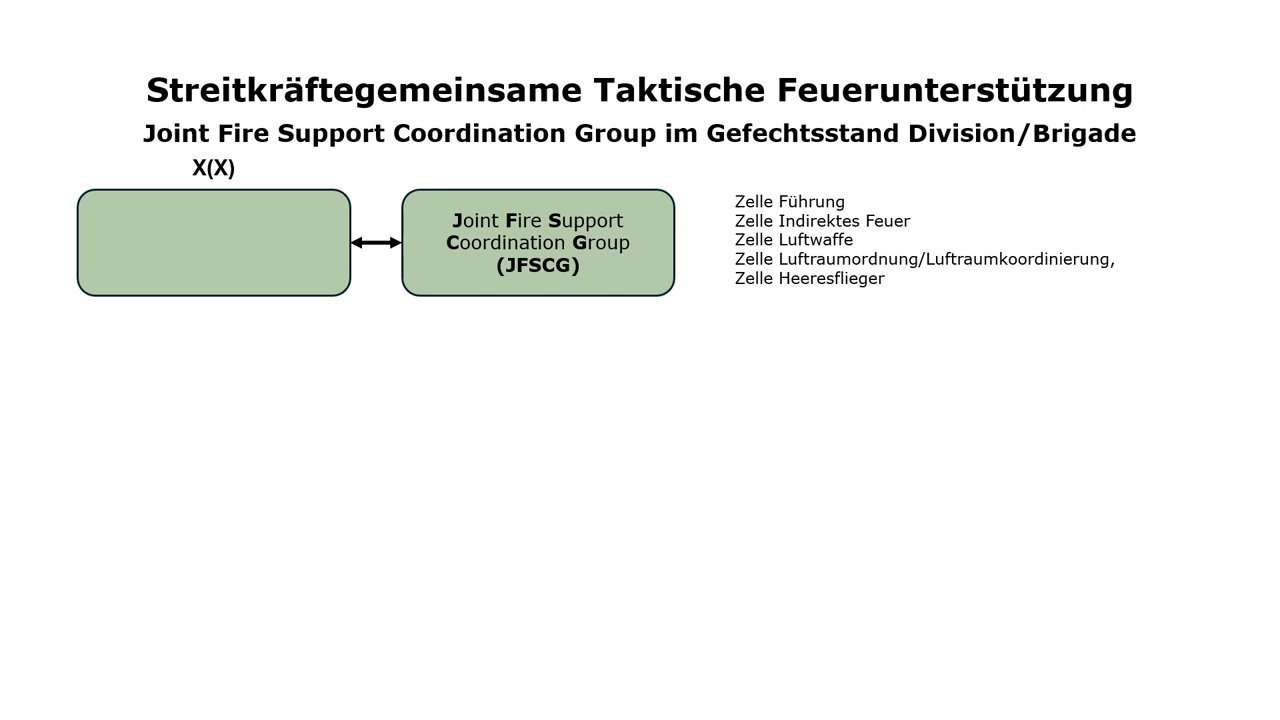 Streitkräftegemeinsame Taktische Feuerunterstützung
Joint Fire Support Coordination Group im Gefechtsstand Division/Brigade
X(X)
Joint Fire Support
Coordination Group
(JFSCG)
Zelle Führung
Zelle Indirektes Feuer
Zelle Luftwaffe
Zelle Luftraumordnung/Luftraumkoordinierung,
Zelle Heeresflieger